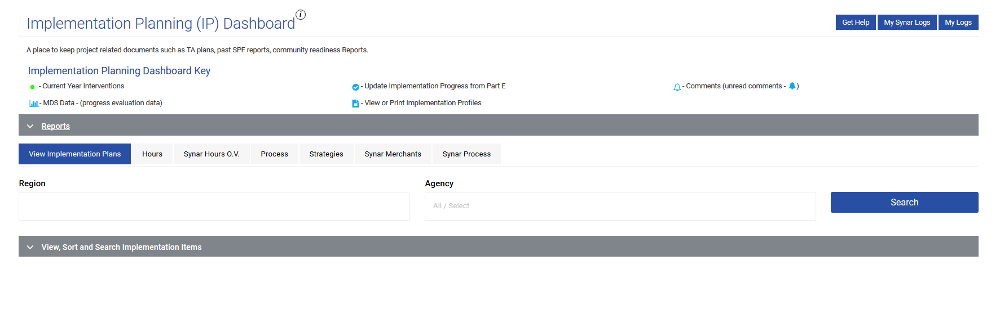 Implementation Planning (IP) Dashboard i
Get Help My Synar Logs My Logs
A place to keep project related documents such as TA plans, past SPF reports, community readiness Reports.
Implementation Planning Dashboard Key
- Current Year Interventions
- Update Implementation Progress from Part E
- Comments (unread comments - )
- MDS Data - (progress evaluation data)
- View or Print Implementation Profiles
Reports
View Implementation Plans Hours Synar Hours O.V. Process Strategies Synar Merchants Synar Process
Region
Agency
All / Select
Search
View, Sort and Search Implementation Items